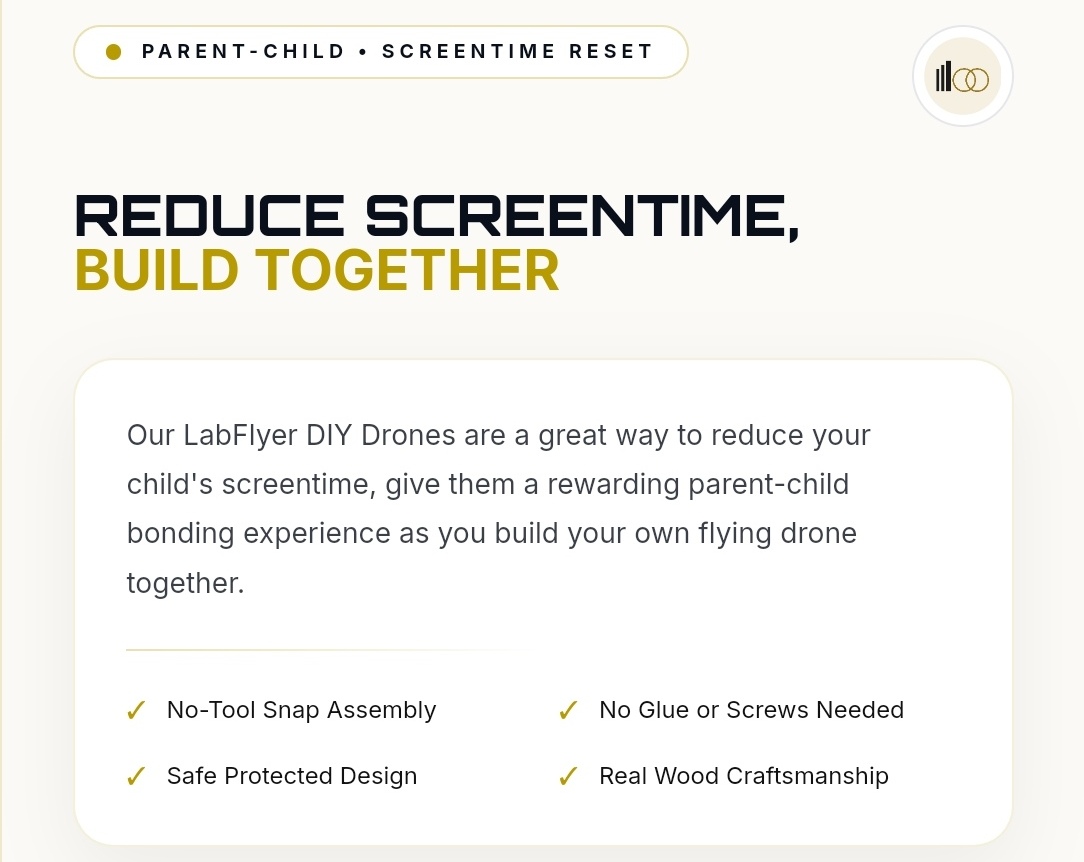 PARENT-CHILD • SCREENTIME RESET
REDUCE SCREENTIME,
BUILD TOGETHER
Our LabFlyer DIY Drones are a great way to reduce your
child's screentime, give them a rewarding parent-child
bonding experience as you build your own flying drone
together.
✓ No-Tool Snap Assembly
✓ No Glue or Screws Needed
✓ Safe Protected Design
✓ Real Wood Craftsmanship